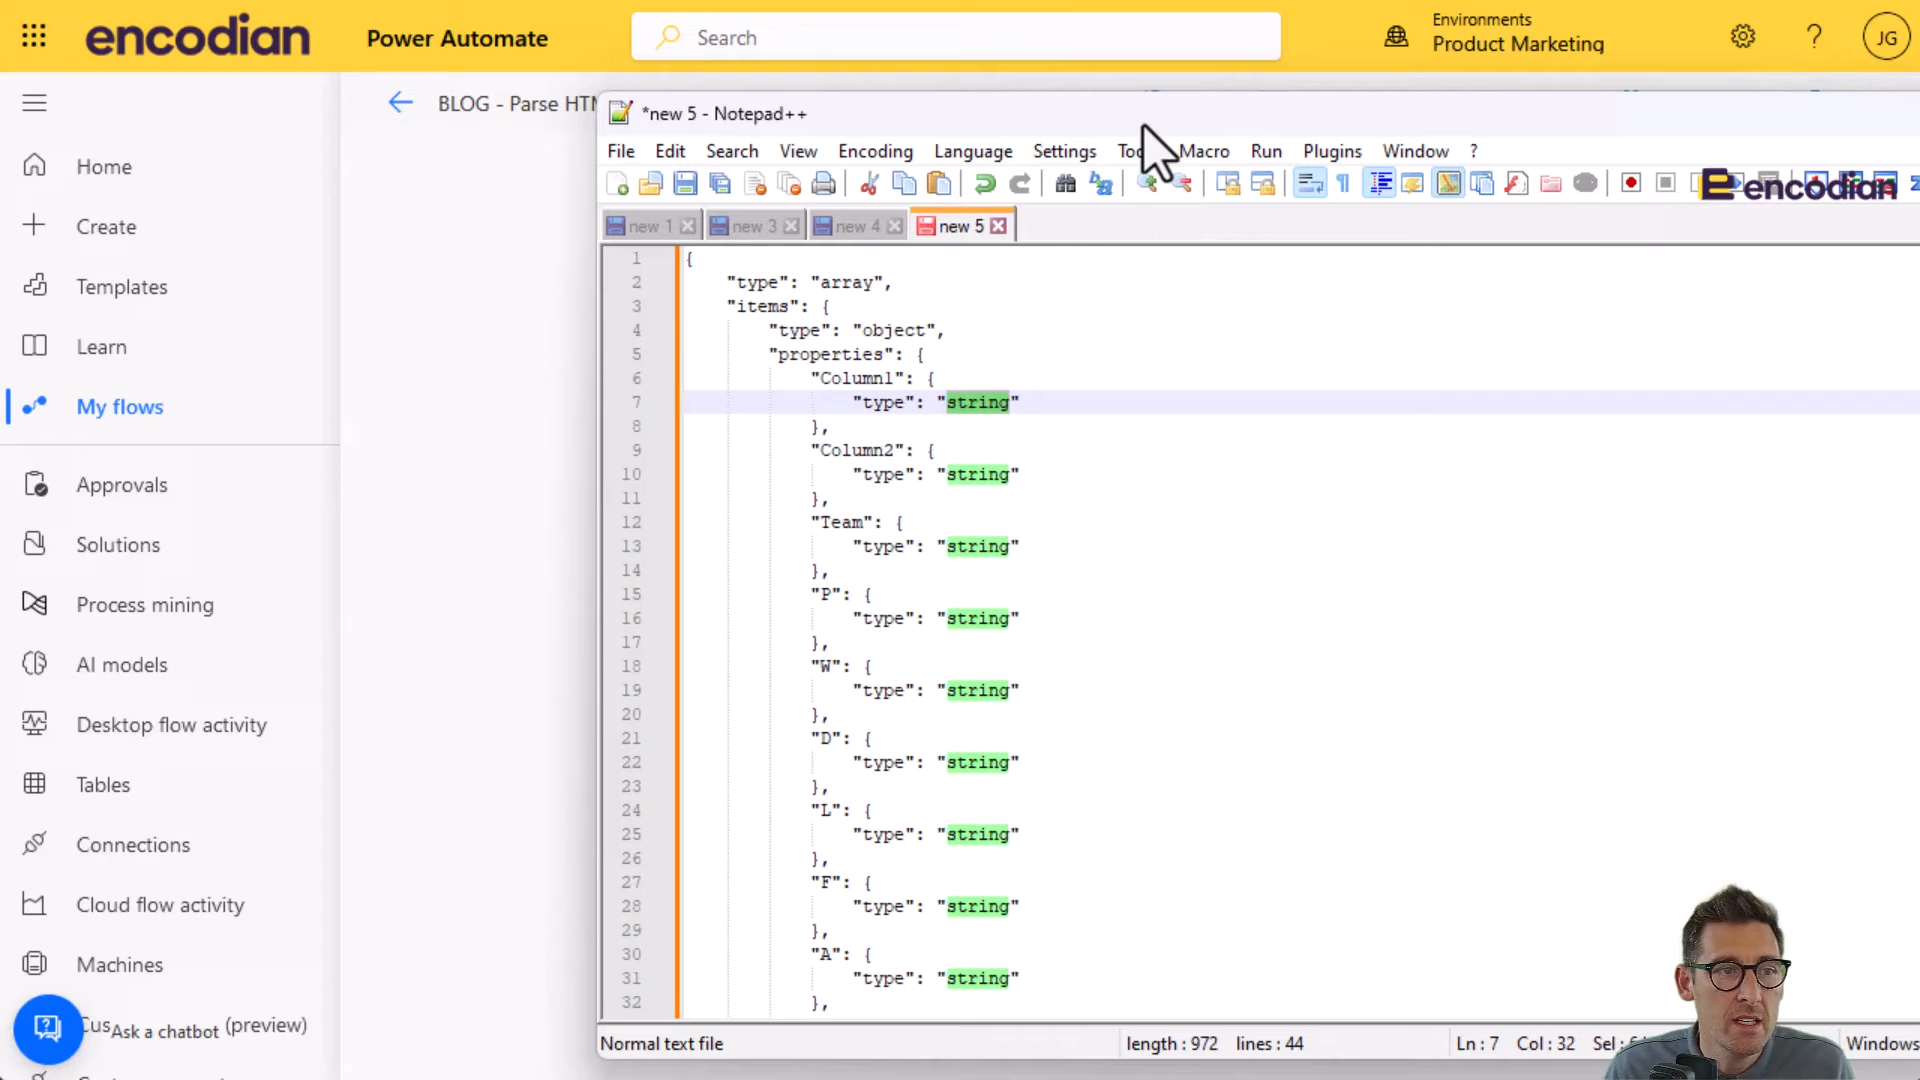 encodian
Power Automate
Search
Environments
Product Marketing
JG
BLOG - Parse HTM
*new 5 - Notepad++
File Edit Search View Encoding Language Settings Macro Run Plugins Window ?
encodian
new 1 new 3 new 4 new 5
Home
Create
Templates
Learn
My flows
Approvals
Solutions
Process mining
AI models
Desktop flow activity
Tables
Connections
Cloud flow activity
Machines
Ask a chatbot (preview)
1 {
2 "type": "array",
3 "items": {
4 "type": "object",
5 "properties": {
6 "Column1": {
7 "type": "string"
8 },
9 "Column2": {
10 "type": "string"
11 },
12 "Team": {
13 "type": "string"
14 },
15 "P": {
16 "type": "string"
17 },
18 "W": {
19 "type": "string"
20 },
21 "D": {
22 "type": "string"
23 },
24 "L": {
25 "type": "string"
26 },
27 "F": {
28 "type": "string"
29 },
30 "A": {
31 "type": "string"
32 },
Normal text file length : 972 lines : 44 Ln : 7 Col : 32 Sel : Windows